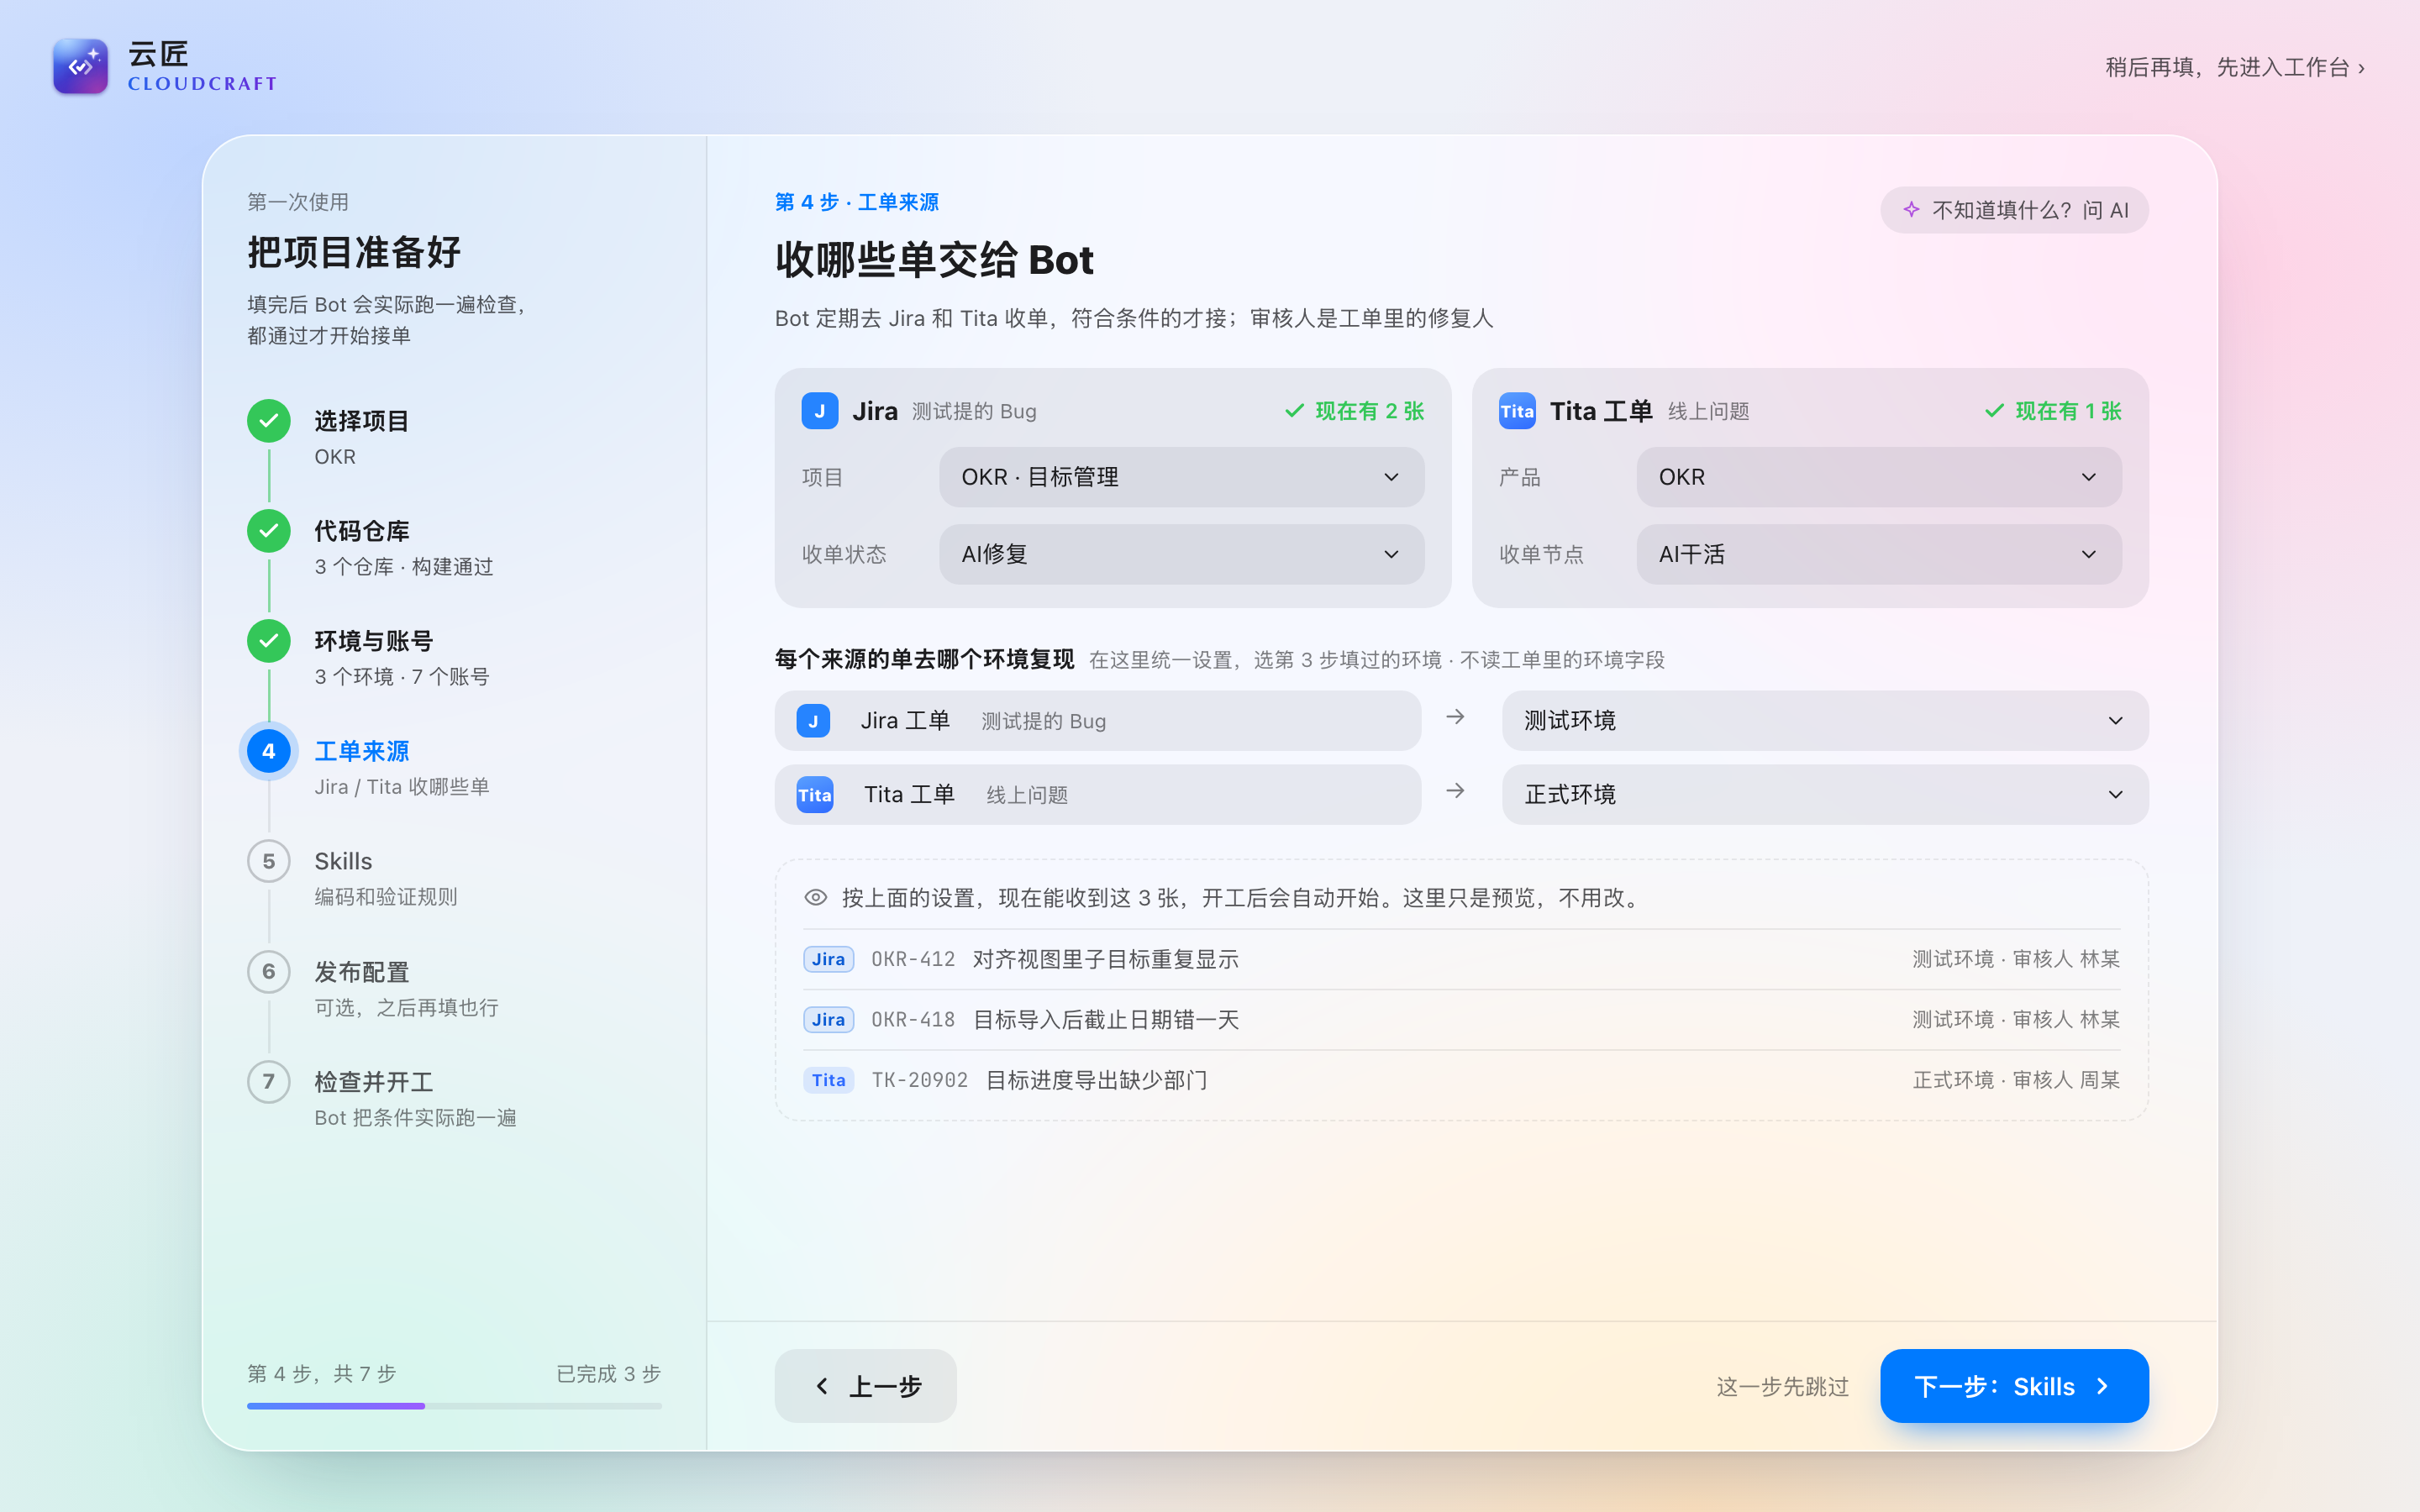 云匠
CLOUDCRAFT
稍后再填，先进入工作台 ›
第一次使用
把项目准备好
填完后 Bot 会实际跑一遍检查，
都通过才开始接单
选择项目
OKR
代码仓库
3 个仓库 · 构建通过
环境与账号
3 个环境 · 7 个账号
4
工单来源
Jira / Tita 收哪些单
5
Skills
编码和验证规则
6
发布配置
可选，之后再填也行
7
检查并开工
Bot 把条件实际跑一遍
第 4 步，共 7 步
已完成 3 步
第 4 步 · 工单来源
不知道填什么？问 AI
收哪些单交给 Bot
Bot 定期去 Jira 和 Tita 收单，符合条件的才接；审核人是工单里的修复人
J Jira 测试提的 Bug 现在有 2 张
项目 OKR · 目标管理
收单状态 AI修复
Tita Tita 工单 线上问题 现在有 1 张
产品 OKR
收单节点 AI干活
每个来源的单去哪个环境复现 在这里统一设置，选第 3 步填过的环境 · 不读工单里的环境字段
J Jira 工单 测试提的 Bug → 测试环境
Tita Tita 工单 线上问题 → 正式环境
按上面的设置，现在能收到这 3 张，开工后会自动开始。这里只是预览，不用改。
Jira OKR-412 对齐视图里子目标重复显示 测试环境 · 审核人 林某
Jira OKR-418 目标导入后截止日期错一天 测试环境 · 审核人 林某
Tita TK-20902 目标进度导出缺少部门 正式环境 · 审核人 周某
上一步
这一步先跳过
下一步：Skills